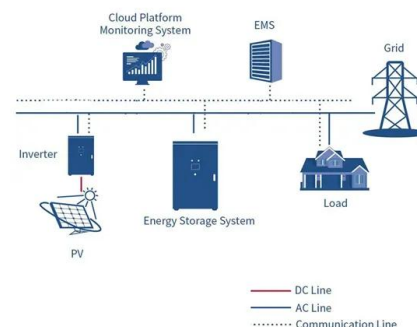 Cloud Platform
Monitoring System
EMS
Grid
Inverter
Energy Storage System
Load
PV
DC Line
AC Line
Communication Line